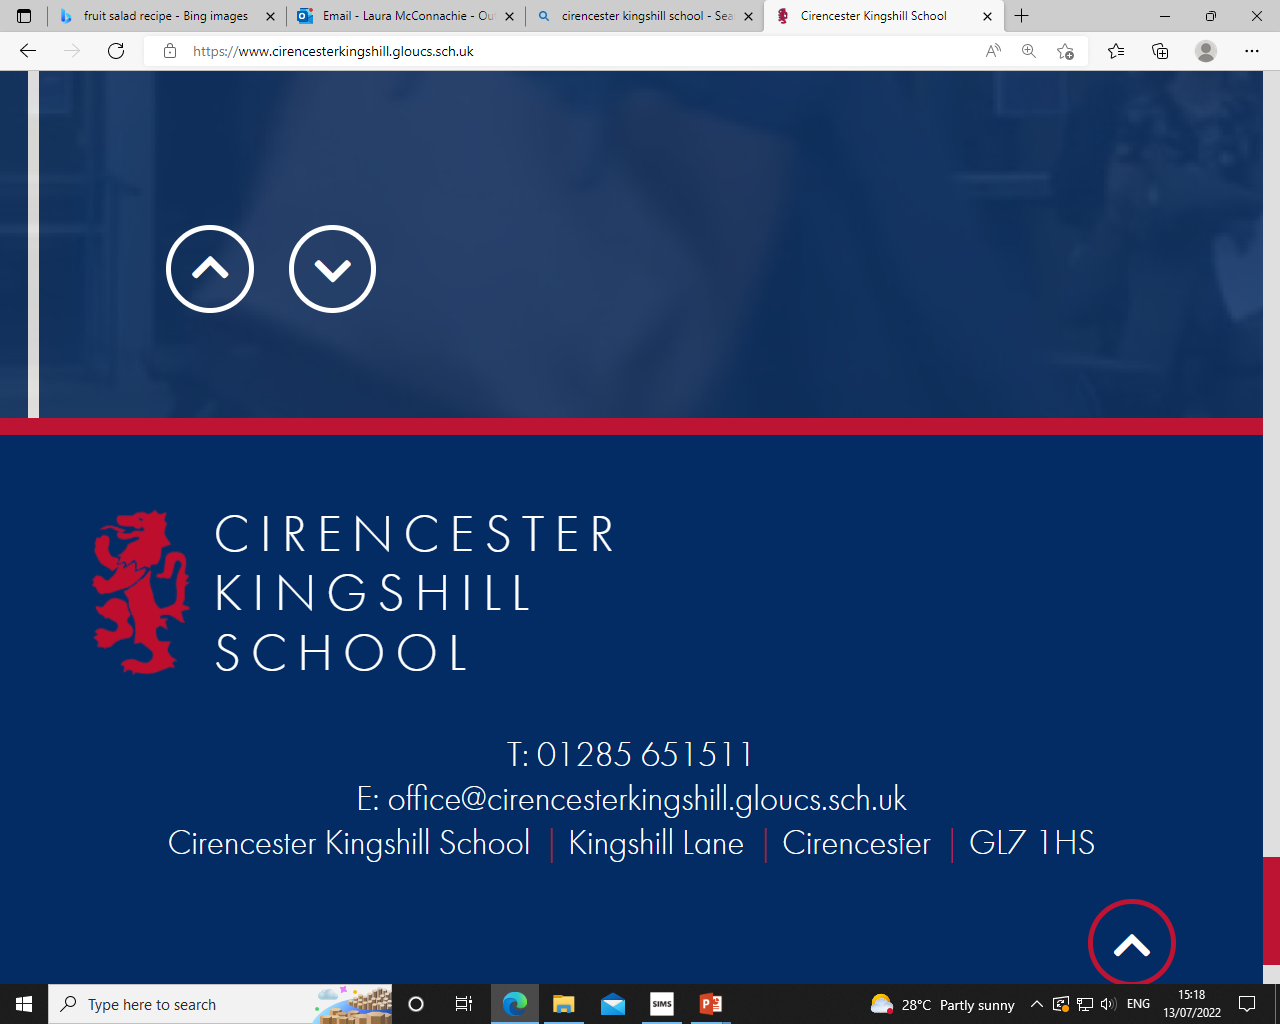 fruit salad recipe - Bing images
Email - Laura McConnachie - Ou
cirencester kingshill school - Sea
Cirencester Kingshill School
https://www.cirencesterkingshill.gloucs.sch.uk
CIRENCESTER
KINGSHILL
SCHOOL
T: 01285 651511
E: office@cirencesterkingshill.gloucs.sch.uk
Cirencester Kingshill School | Kingshill Lane | Cirencester | GL7 1HS
Type here to search
SIMS
28°C Partly sunny
ENG
15:18
13/07/2022